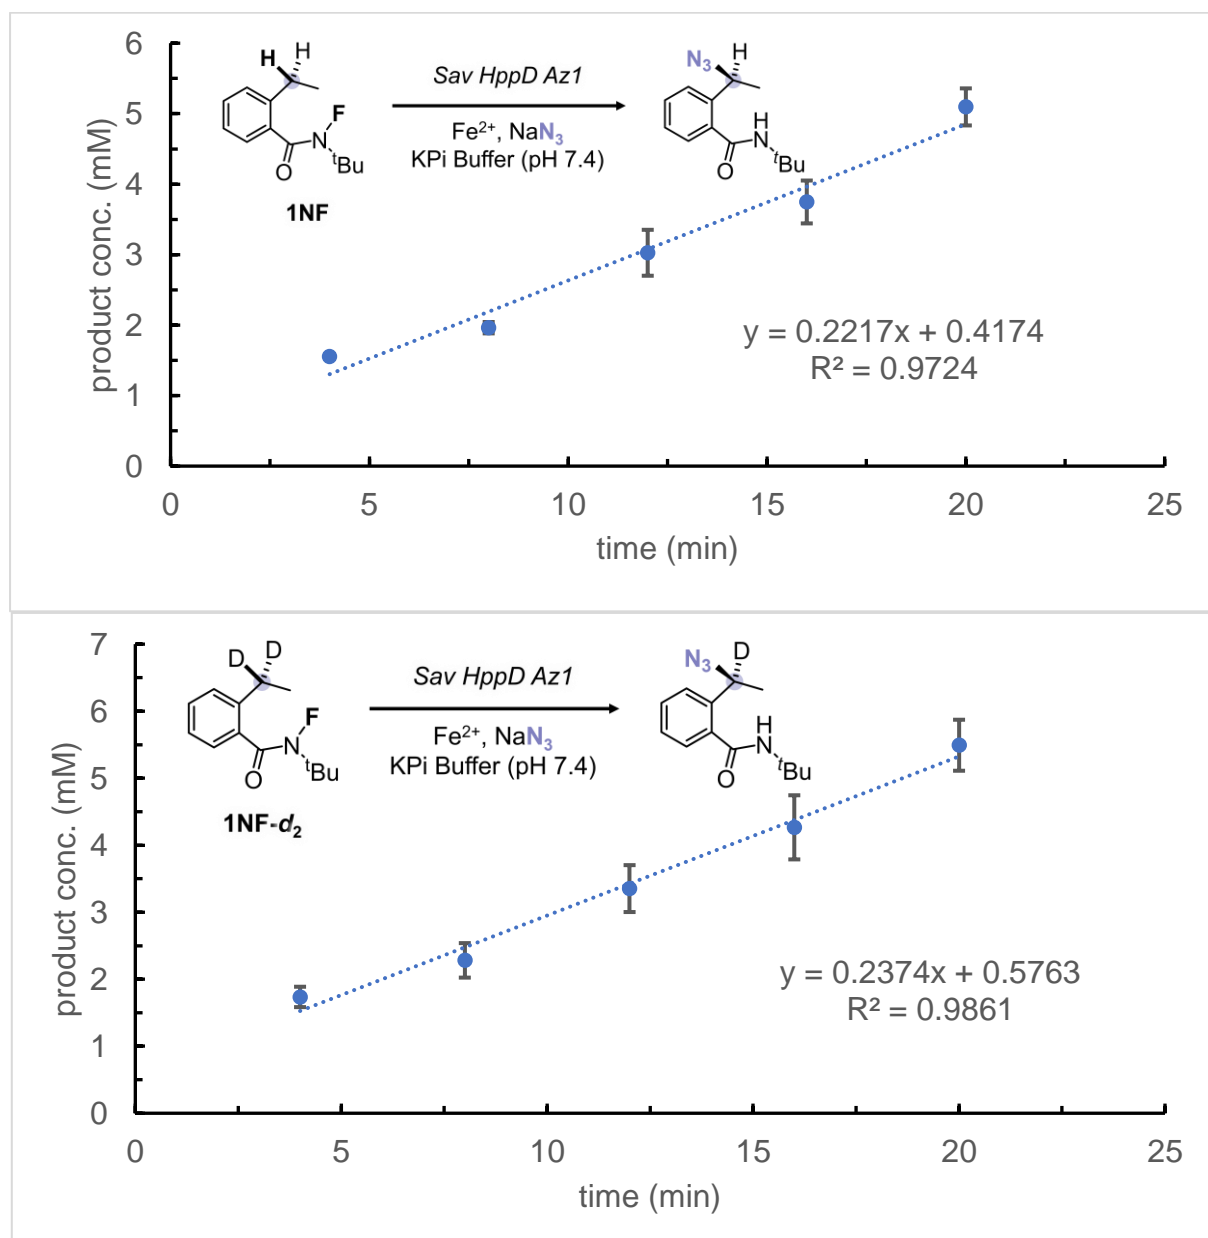 6
5
4
3
2
1
0
0 5 10 15 20 25
product conc. (mM)
time (min)
H H
F
N
O
tBu
1NF
Sav HppD Az1
Fe²⁺, NaN₃
KPi Buffer (pH 7.4)
N₃ H
H
N
O
tBu
y = 0.2217x + 0.4174
R² = 0.9724
7
6
5
4
3
2
1
0
0 5 10 15 20 25
product conc. (mM)
time (min)
D D
F
N
O
tBu
1NF-d₂
Sav HppD Az1
Fe²⁺, NaN₃
KPi Buffer (pH 7.4)
N₃ D
H
N
O
tBu
y = 0.2374x + 0.5763
R² = 0.9861